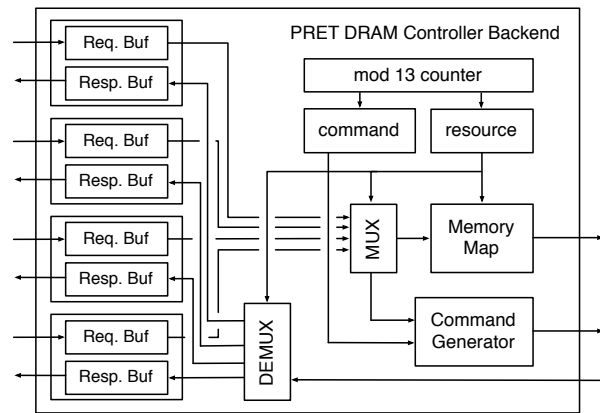 PRET DRAM Controller Backend
Req. Buf
Resp. Buf
Req. Buf
Resp. Buf
Req. Buf
Resp. Buf
Req. Buf
Resp. Buf
mod 13 counter
command
resource
MUX
Memory
Map
DEMUX
Command
Generator